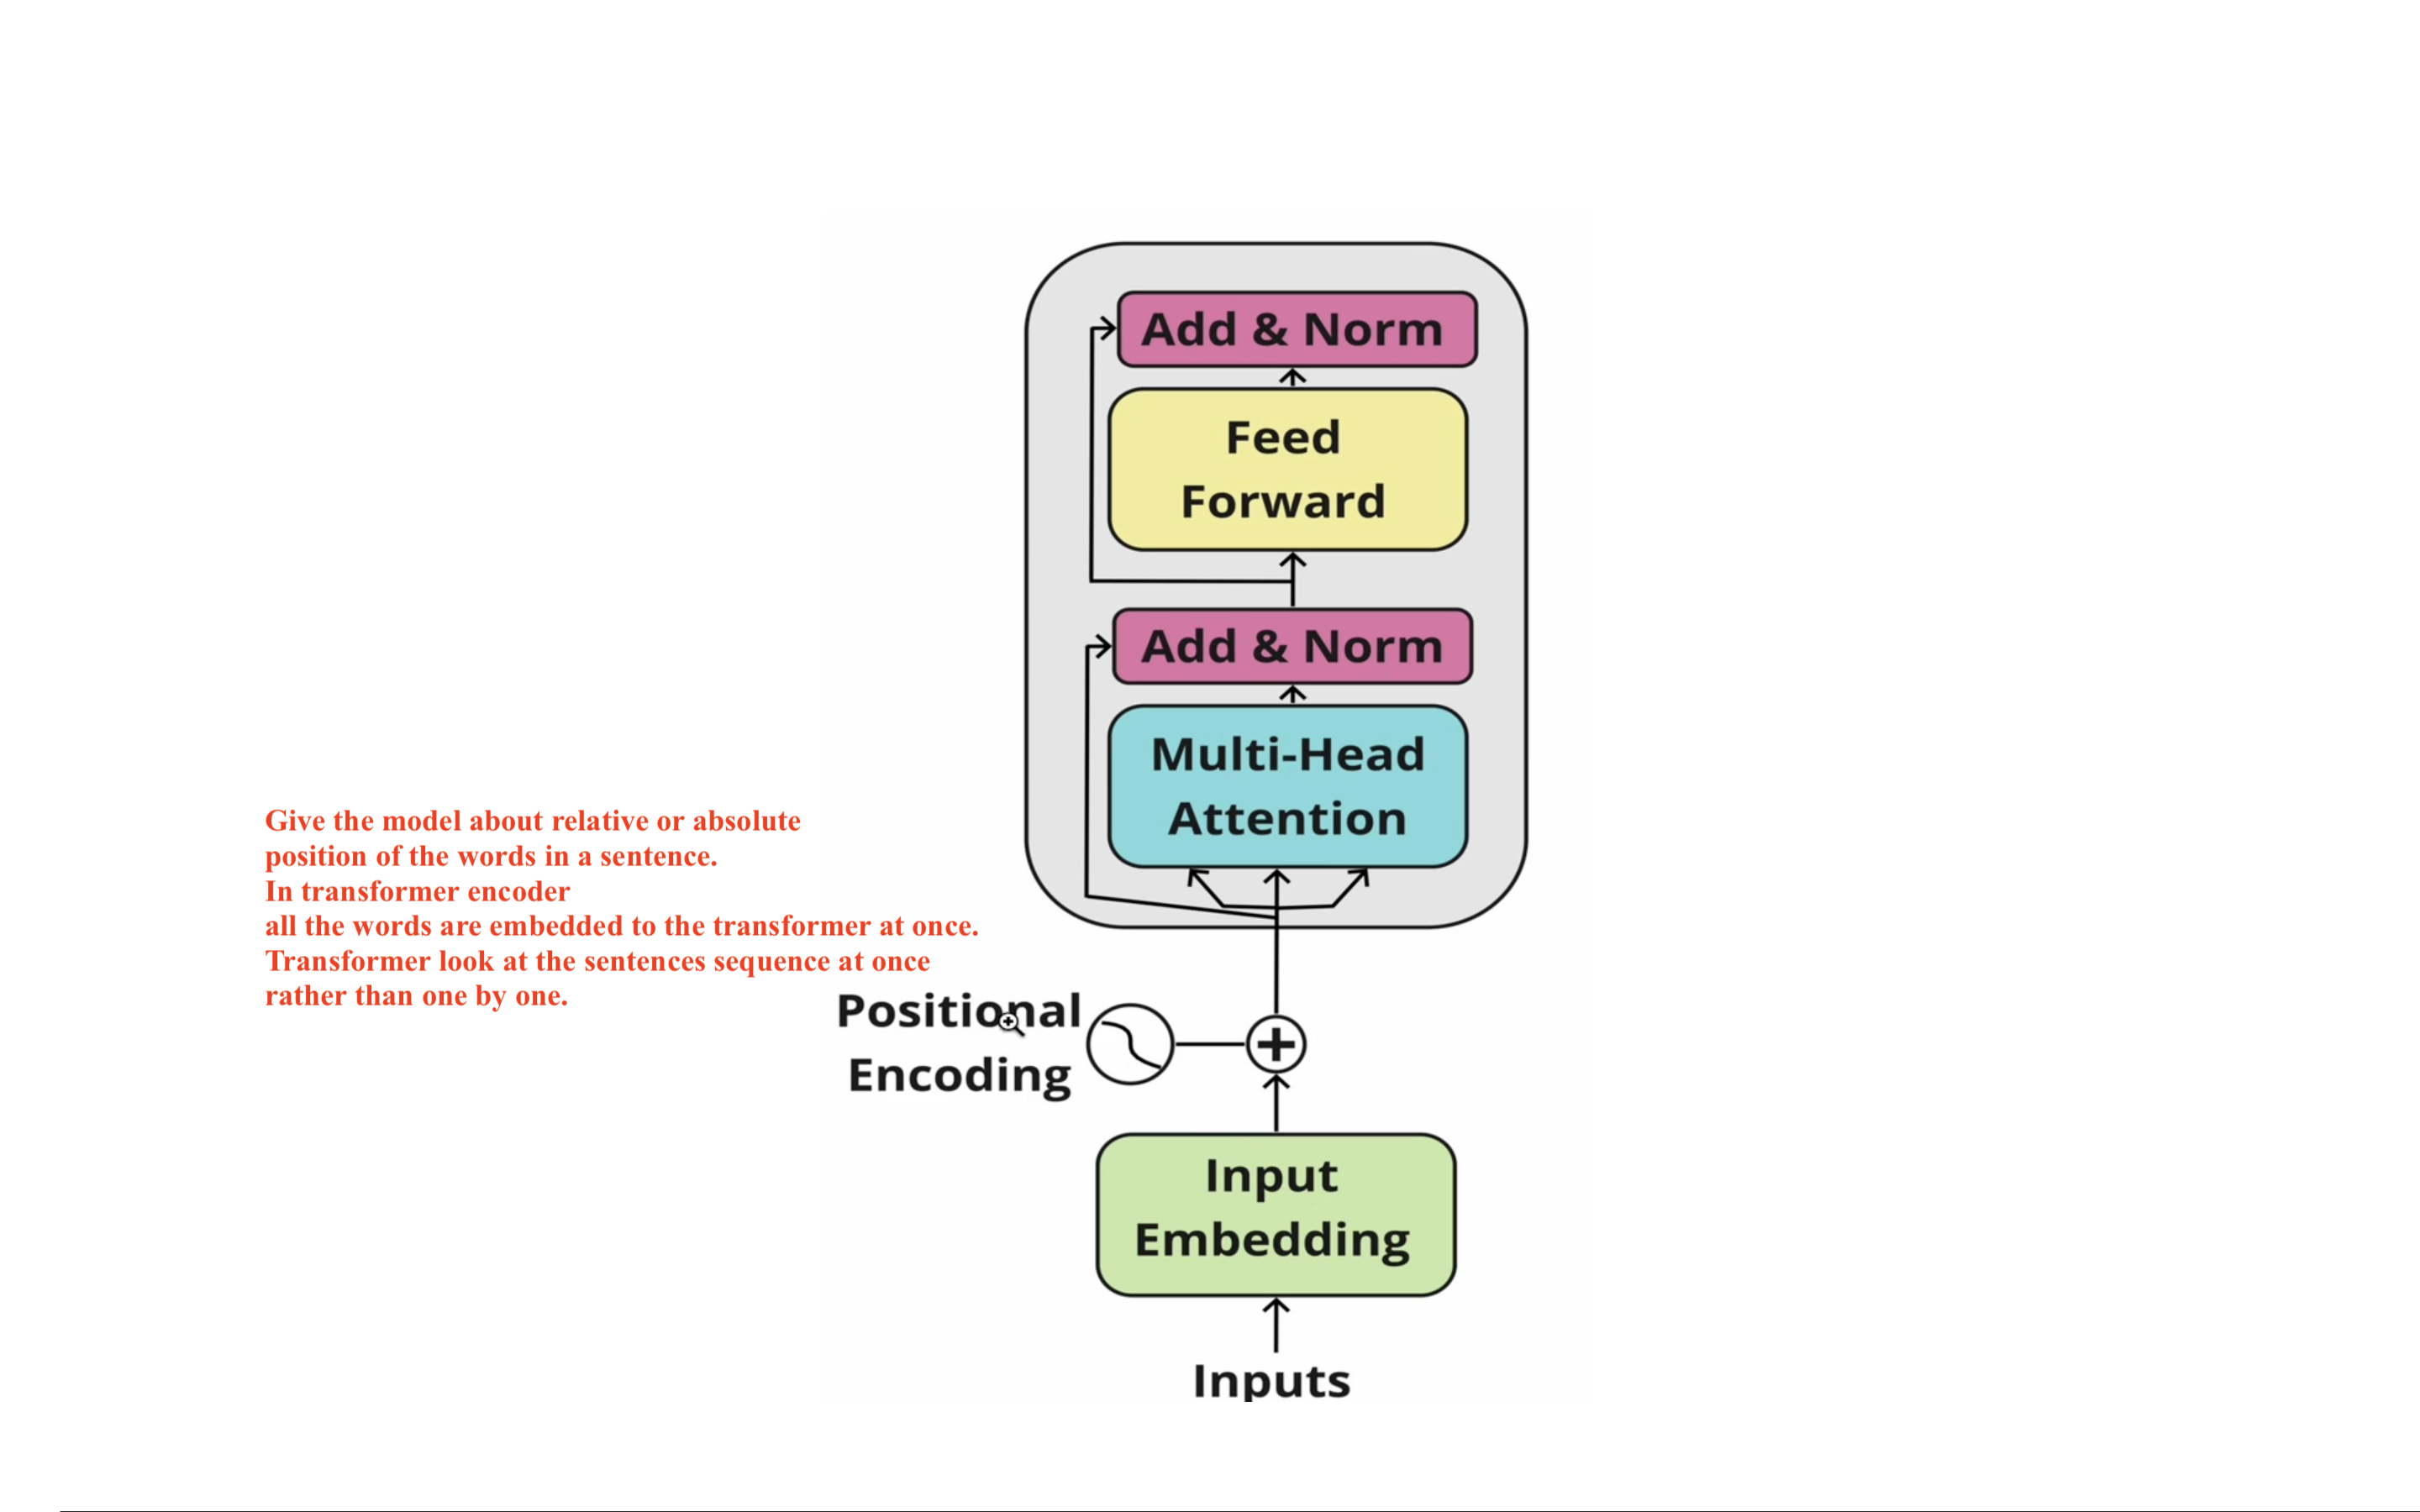 Add & Norm
Feed
Forward
Add & Norm
Multi-Head
Attention
Give the model about relative or absolute
position of the words in a sentence.
In transformer encoder
all the words are embedded to the transformer at once.
Transformer look at the sentences sequence at once
rather than one by one.
Positional
Encoding
Input
Embedding
Inputs